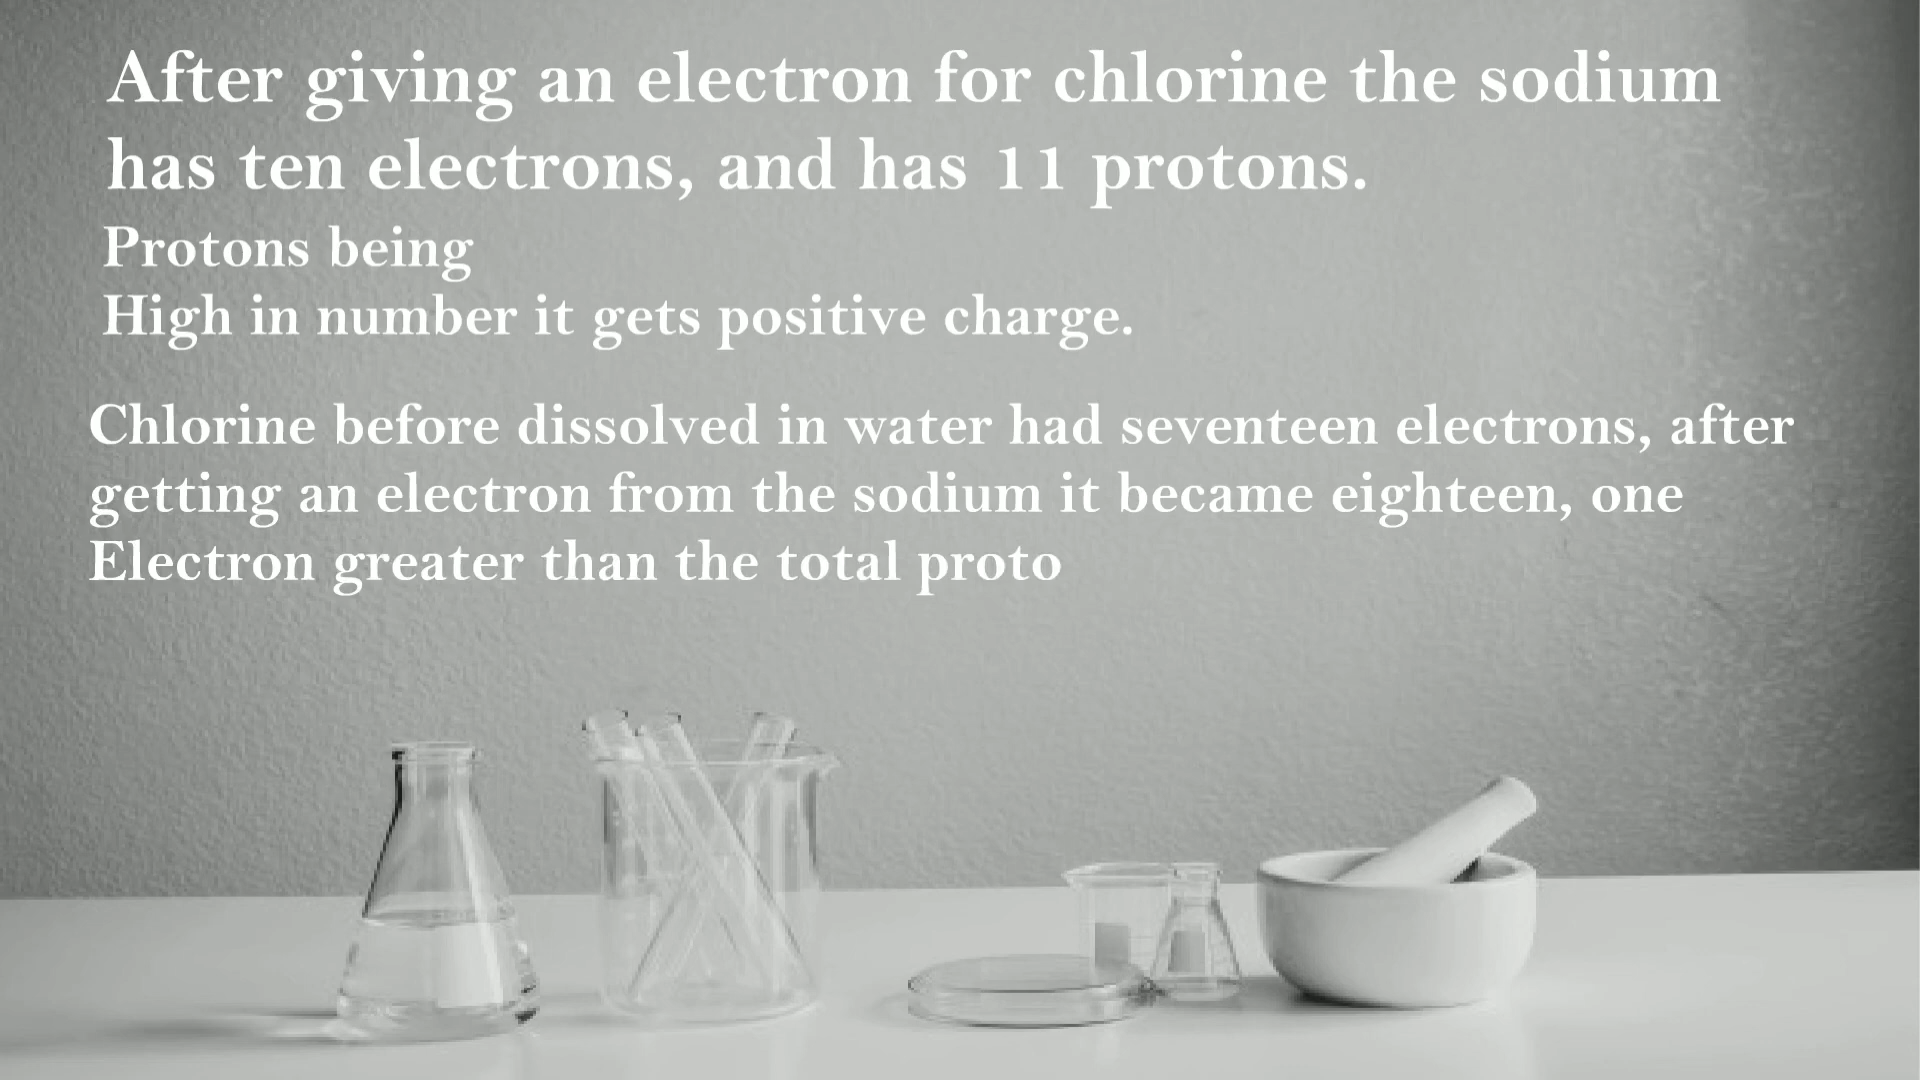 After giving an electron for chlorine the sodium
has ten electrons, and has 11 protons.
Protons being
High in number it gets positive charge.
Chlorine before dissolved in water had seventeen electrons, after
getting an electron from the sodium it became eighteen, one
Electron greater than the total proto